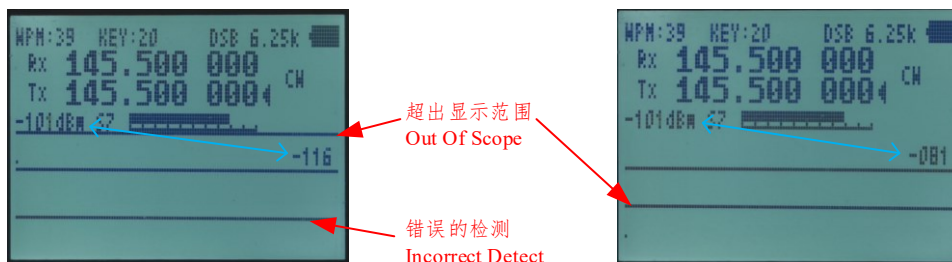 WPM:39 KEY:20 DSB 6.25k
Rx 145.500 000
Tx 145.500 000
CW
-101dBm S7
-116
超出显示范围
Out Of Scope
错误的检测
Incorrect Detect
WPM:39 KEY:20 DSB 6.25k
Rx 145.500 000
Tx 145.500 000
CW
-101dBm S7
-081